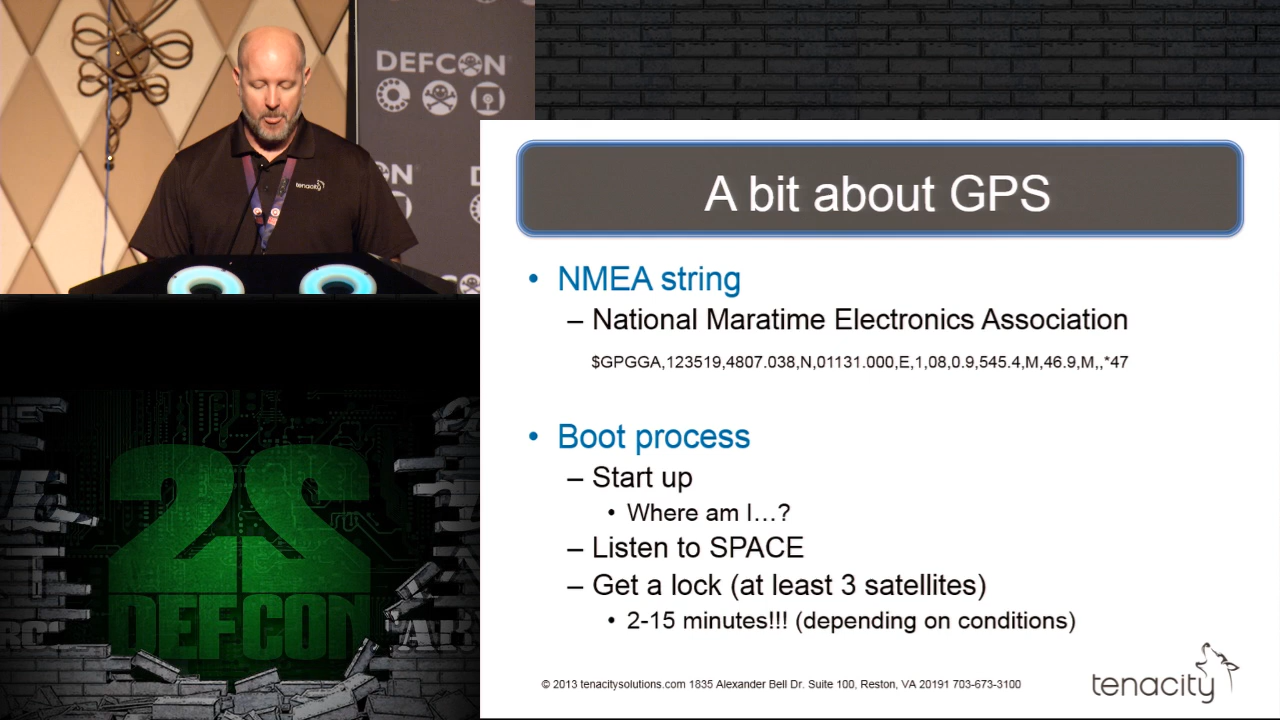 DEFCON
tenacity
A bit about GPS
• NMEA string
– National Maratime Electronics Association
$GPGGA,123519,4807.038,N,01131.000,E,1,08,0.9,545.4,M,46.9,M,,*47
• Boot process
– Start up
• Where am I…?
– Listen to SPACE
– Get a lock (at least 3 satellites)
• 2-15 minutes!!! (depending on conditions)
© 2013 tenacitysolutions.com 1835 Alexander Bell Dr. Suite 100, Reston, VA 20191 703-673-3100
tenacity
22
DEFCON